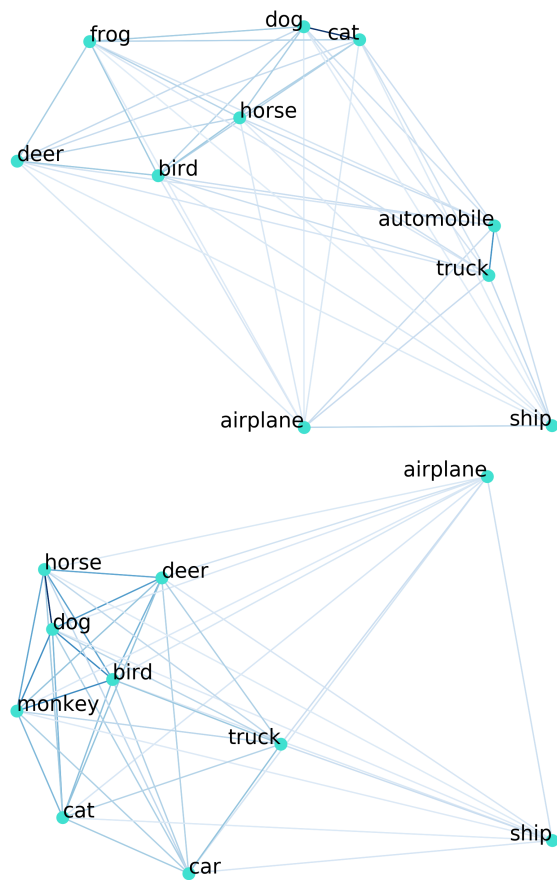 dog
cat
frog
horse
deer
bird
automobile
truck
airplane
ship
airplane
horse
deer
dog
bird
monkey
truck
cat
ship
car